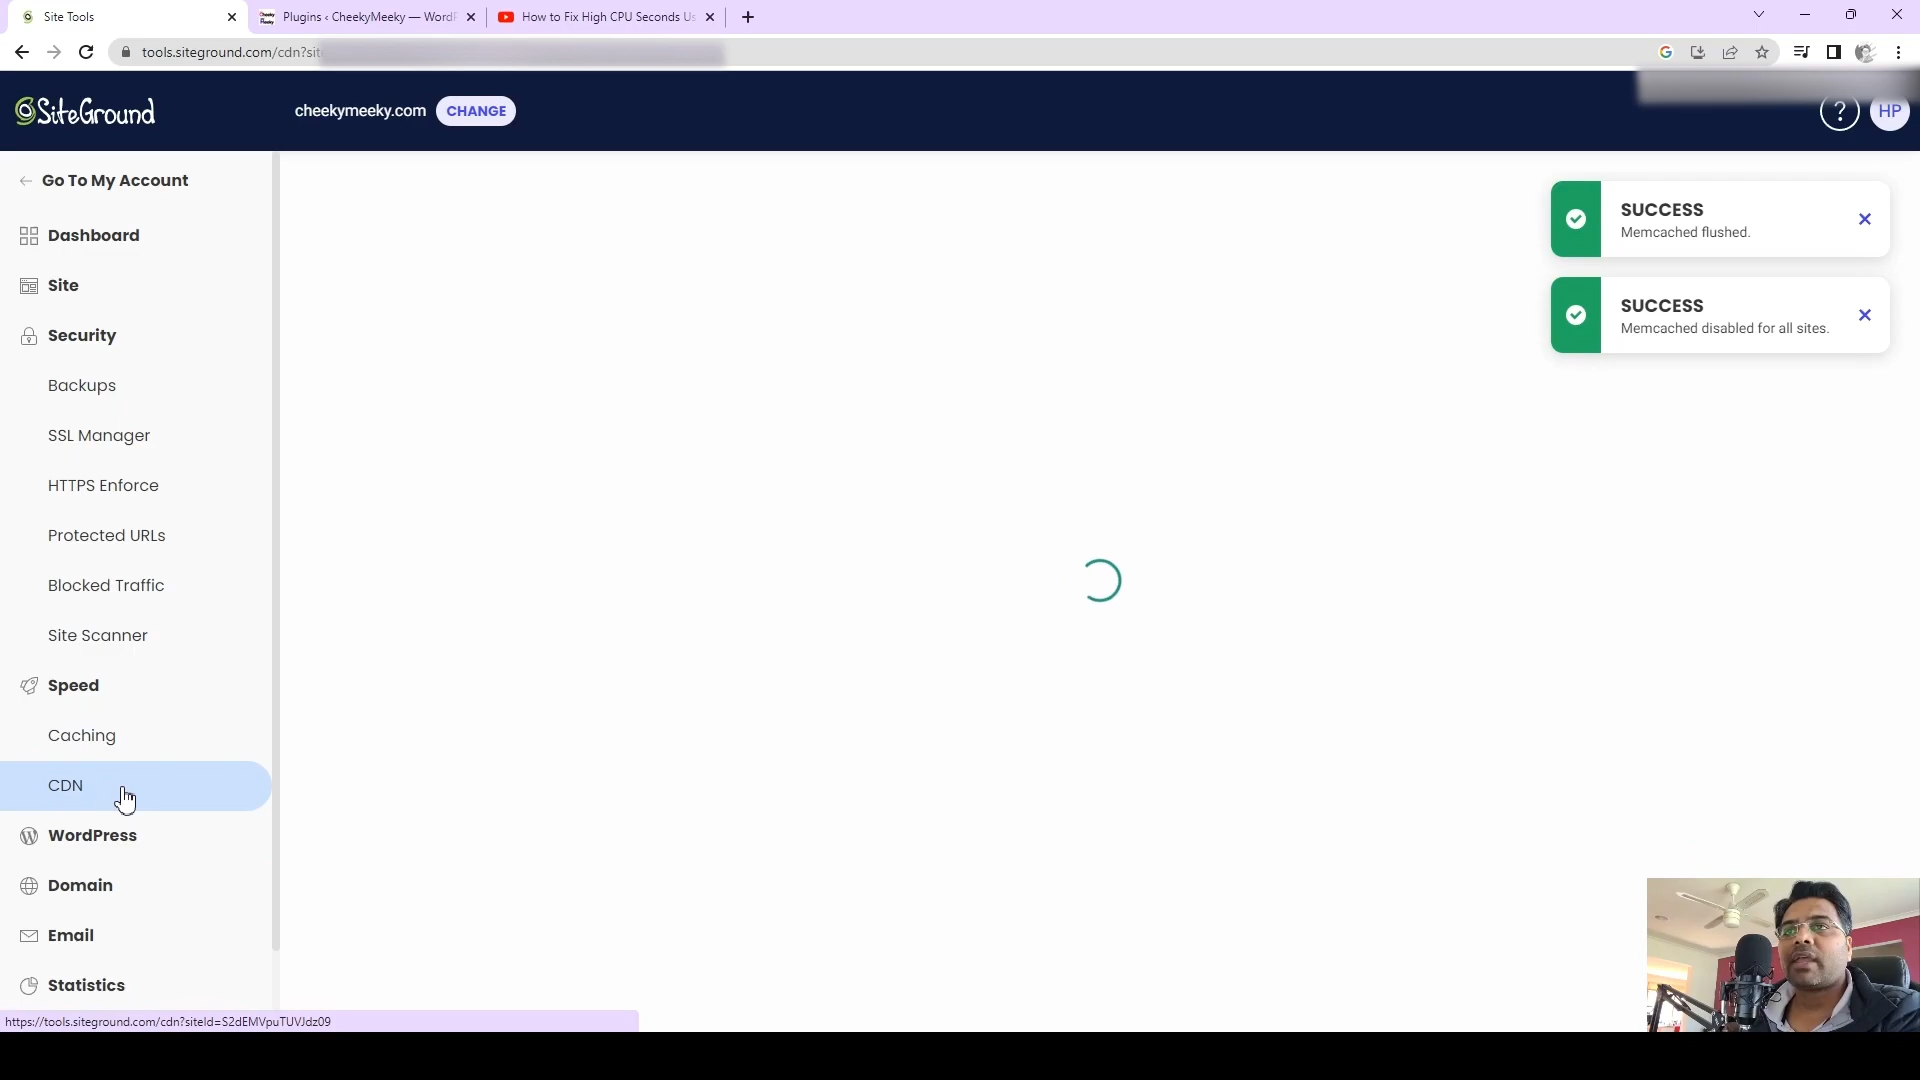 Site Tools
Plugins ‹ CheekyMeeky — WordP
How to Fix High CPU Seconds Us
tools.siteground.com/cdn?sit
SiteGround
cheekymeeky.com
CHANGE
?
HP
Go To My Account
Dashboard
Site
Security
Backups
SSL Manager
HTTPS Enforce
Protected URLs
Blocked Traffic
Site Scanner
Speed
Caching
CDN
WordPress
Domain
Email
Statistics
SUCCESS
Memcached flushed.
SUCCESS
Memcached disabled for all sites.
https://tools.siteground.com/cdn?siteId=S2dEMVpuTUVJdz09